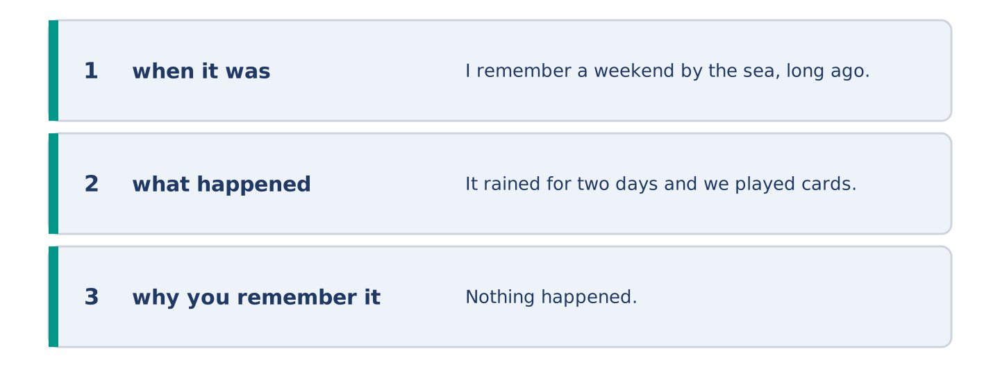 1 when it was I remember a weekend by the sea, long ago.
2 what happened It rained for two days and we played cards.
3 why you remember it Nothing happened.